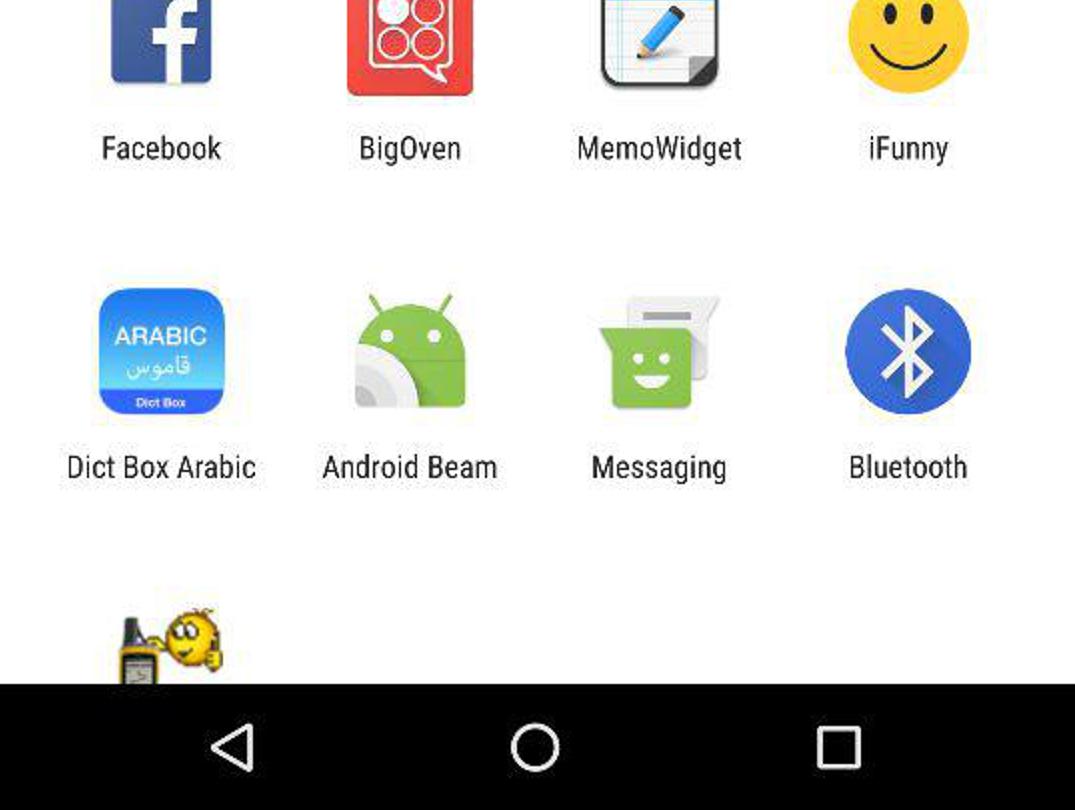 Facebook
BigOven
MemoWidget
iFunny
ARABIC
قاموس
Dict Box
Dict Box Arabic
Android Beam
Messaging
Bluetooth